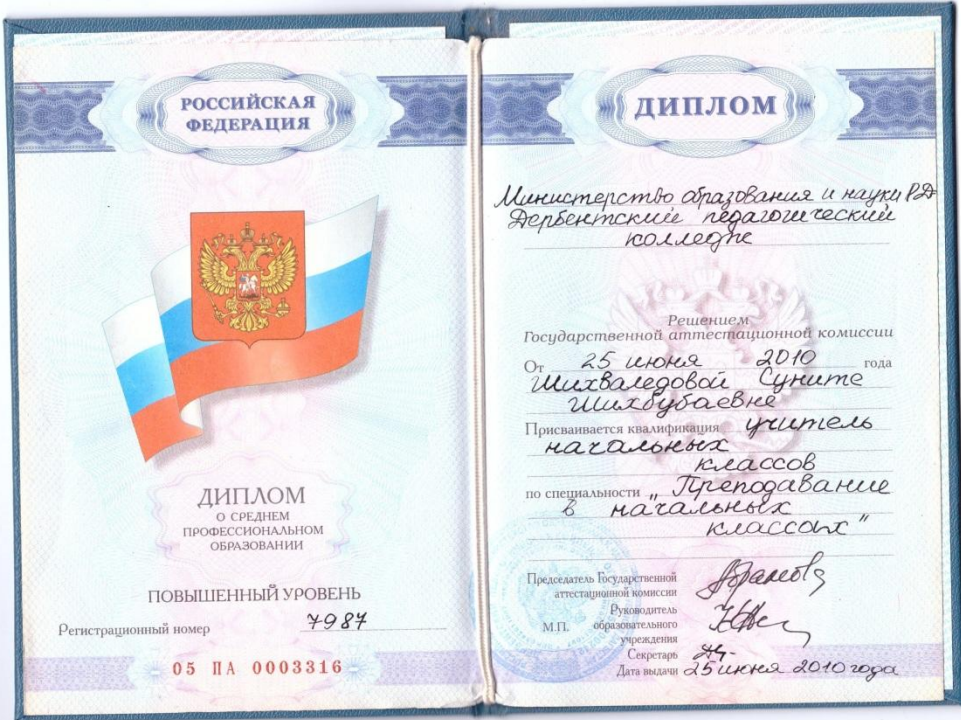 РОССИЙСКАЯ
ФЕДЕРАЦИЯ
ДИПЛОМ
О СРЕДНЕМ
ПРОФЕССИОНАЛЬНОМ
ОБРАЗОВАНИИ
ПОВЫШЕННЫЙ УРОВЕНЬ
Регистрационный номер 7987
05 ПА 0003316
ДИПЛОМ
Министерство образования и науки РД
Дербентский педагогический
колледж
Решением
Государственной аттестационной комиссии
От 25 июня 2010 года
Шихваледовой Суните
Шихбубаевне
Присваивается квалификация учитель
начальных
классов
по специальности „Преподавание
в начальных
классах"
Председатель Государственной
аттестационной комиссии
Руководитель
М.П. образовательного
учреждения
Секретарь
Дата выдачи 25 июня 2010 года